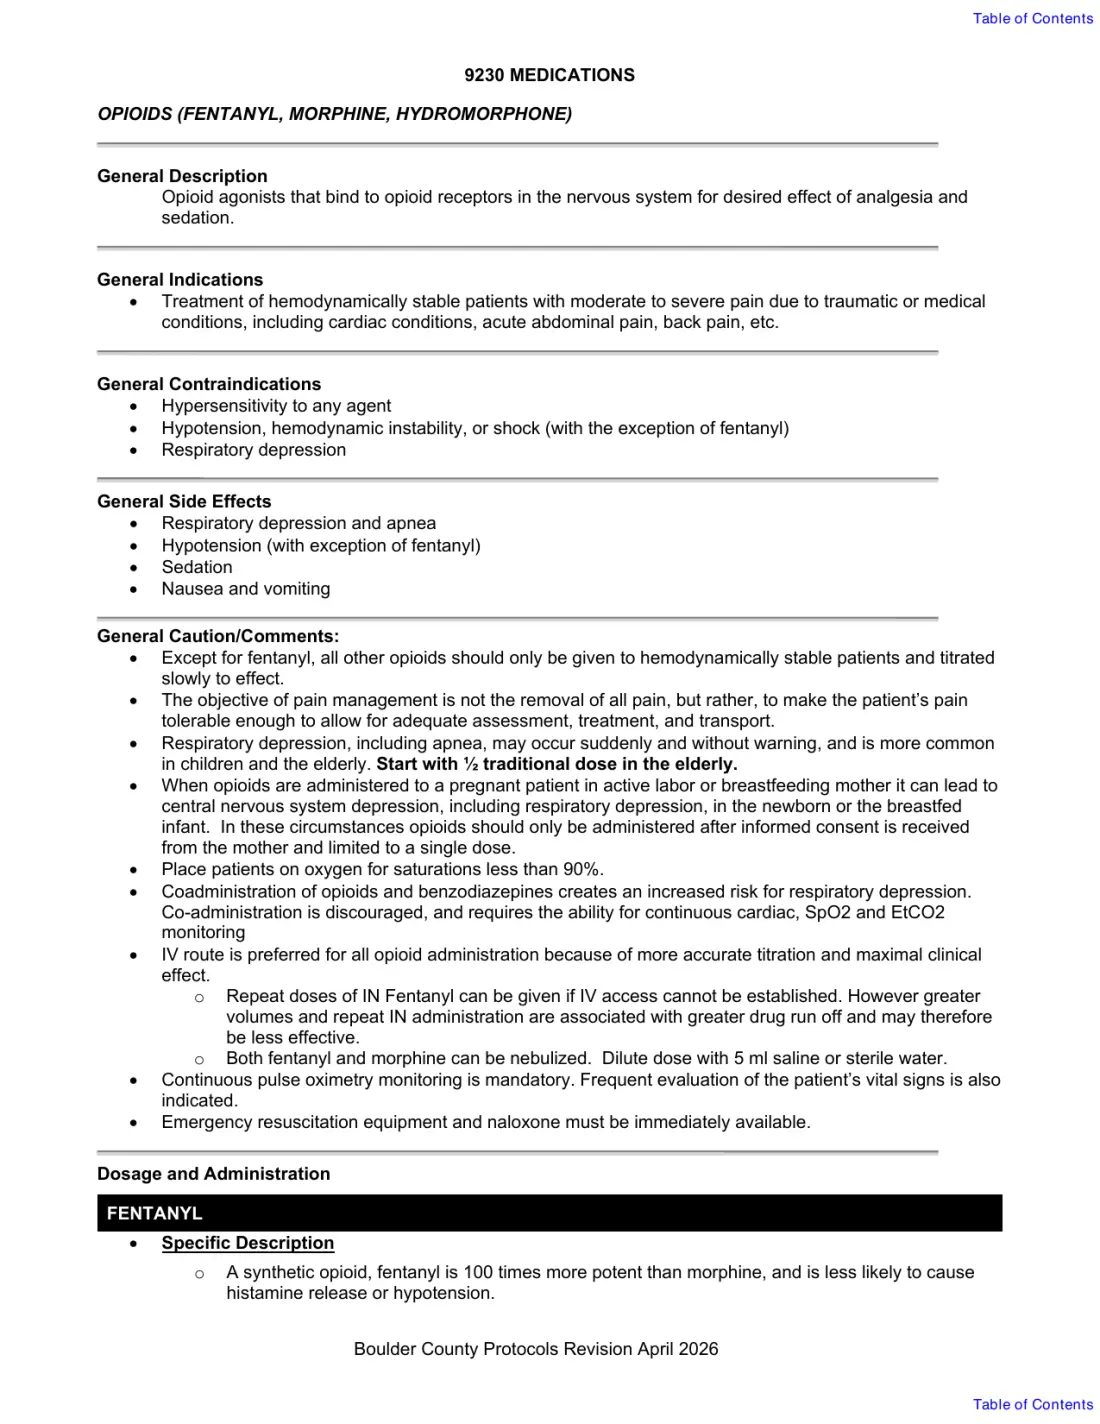 Table of Contents
9230 MEDICATIONS
OPIOIDS (FENTANYL, MORPHINE, HYDROMORPHONE)
General Description
Opioid agonists that bind to opioid receptors in the nervous system for desired effect of analgesia and
sedation.
General Indications
• Treatment of hemodynamically stable patients with moderate to severe pain due to traumatic or medical
conditions, including cardiac conditions, acute abdominal pain, back pain, etc.
General Contraindications
• Hypersensitivity to any agent
• Hypotension, hemodynamic instability, or shock (with the exception of fentanyl)
• Respiratory depression
General Side Effects
• Respiratory depression and apnea
• Hypotension (with exception of fentanyl)
• Sedation
• Nausea and vomiting
General Caution/Comments:
• Except for fentanyl, all other opioids should only be given to hemodynamically stable patients and titrated
slowly to effect.
• The objective of pain management is not the removal of all pain, but rather, to make the patient’s pain
tolerable enough to allow for adequate assessment, treatment, and transport.
• Respiratory depression, including apnea, may occur suddenly and without warning, and is more common
in children and the elderly. Start with ½ traditional dose in the elderly.
• When opioids are administered to a pregnant patient in active labor or breastfeeding mother it can lead to
central nervous system depression, including respiratory depression, in the newborn or the breastfed
infant. In these circumstances opioids should only be administered after informed consent is received
from the mother and limited to a single dose.
• Place patients on oxygen for saturations less than 90%.
• Coadministration of opioids and benzodiazepines creates an increased risk for respiratory depression.
Co-administration is discouraged, and requires the ability for continuous cardiac, SpO2 and EtCO2
monitoring
• IV route is preferred for all opioid administration because of more accurate titration and maximal clinical
effect.
o Repeat doses of IN Fentanyl can be given if IV access cannot be established. However greater
volumes and repeat IN administration are associated with greater drug run off and may therefore
be less effective.
o Both fentanyl and morphine can be nebulized. Dilute dose with 5 ml saline or sterile water.
• Continuous pulse oximetry monitoring is mandatory. Frequent evaluation of the patient’s vital signs is also
indicated.
• Emergency resuscitation equipment and naloxone must be immediately available.
Dosage and Administration
FENTANYL
• Specific Description
o A synthetic opioid, fentanyl is 100 times more potent than morphine, and is less likely to cause
histamine release or hypotension.
Boulder County Protocols Revision April 2026
Table of Contents